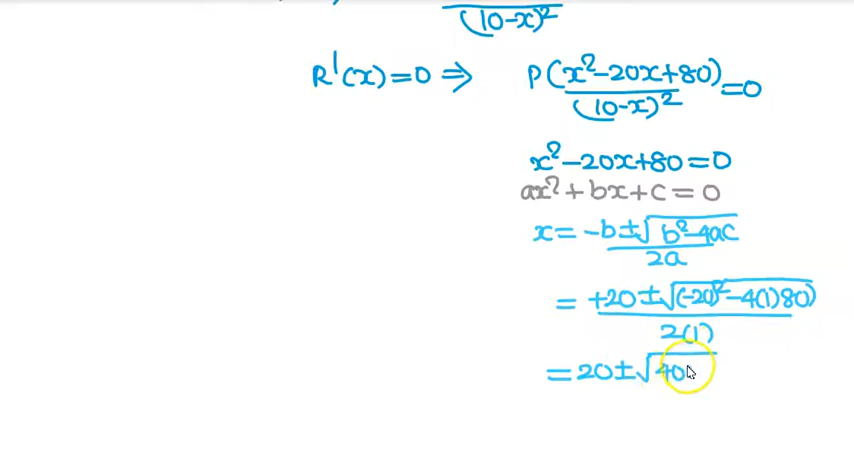 (10-x)²
R'(x)=0 ⇒ P(x²-20x+80)/(10-x)² =0
x²-20x+80=0
ax²+bx+c=0
x= -b±√(b²-4ac)/2a
= +20±√((-20)²-4(1)80)/2(1)
=20±√40